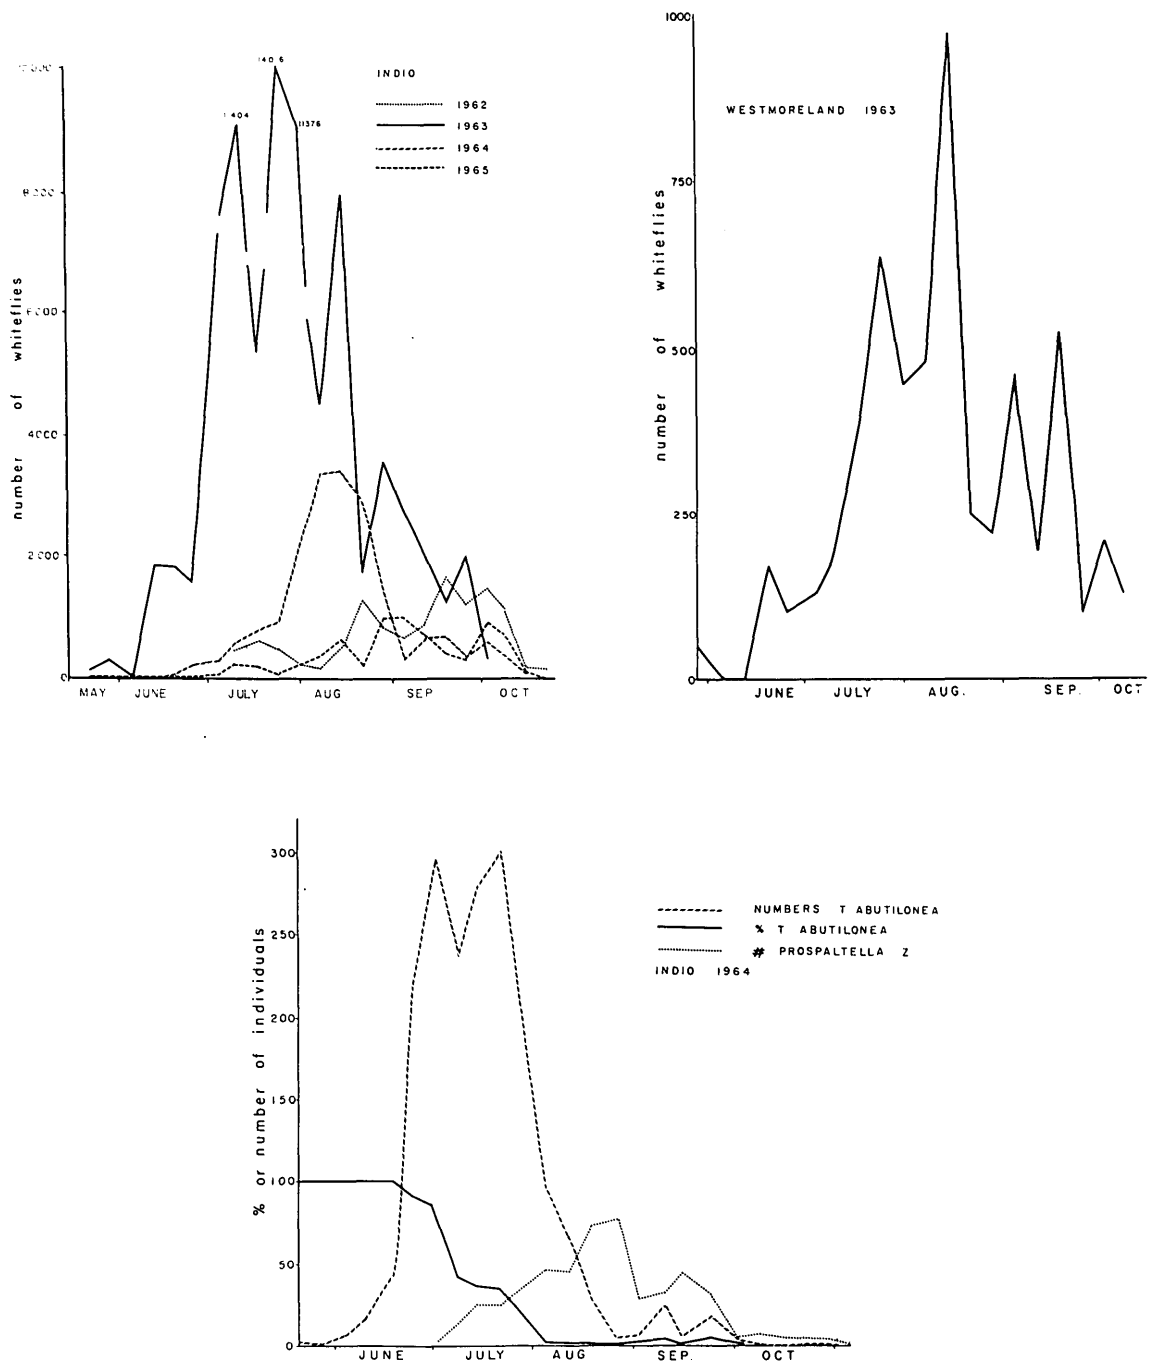 INDIO
1962
1963
1964
1965
11376
number of whiteflies
4000
2000
0
MAY JUNE JULY AUG SEP OCT
WESTMORELAND 1963
1000
750
500
250
0
number of whiteflies
JUNE JULY AUG. SEP. OCT
300
250
200
150
100
50
0
% or number of individuals
JUNE JULY AUG SEP. OCT
NUMBERS T ABUTILONEA
% T ABUTILONEA
# PROSPALTELLA Z
INDIO 1964